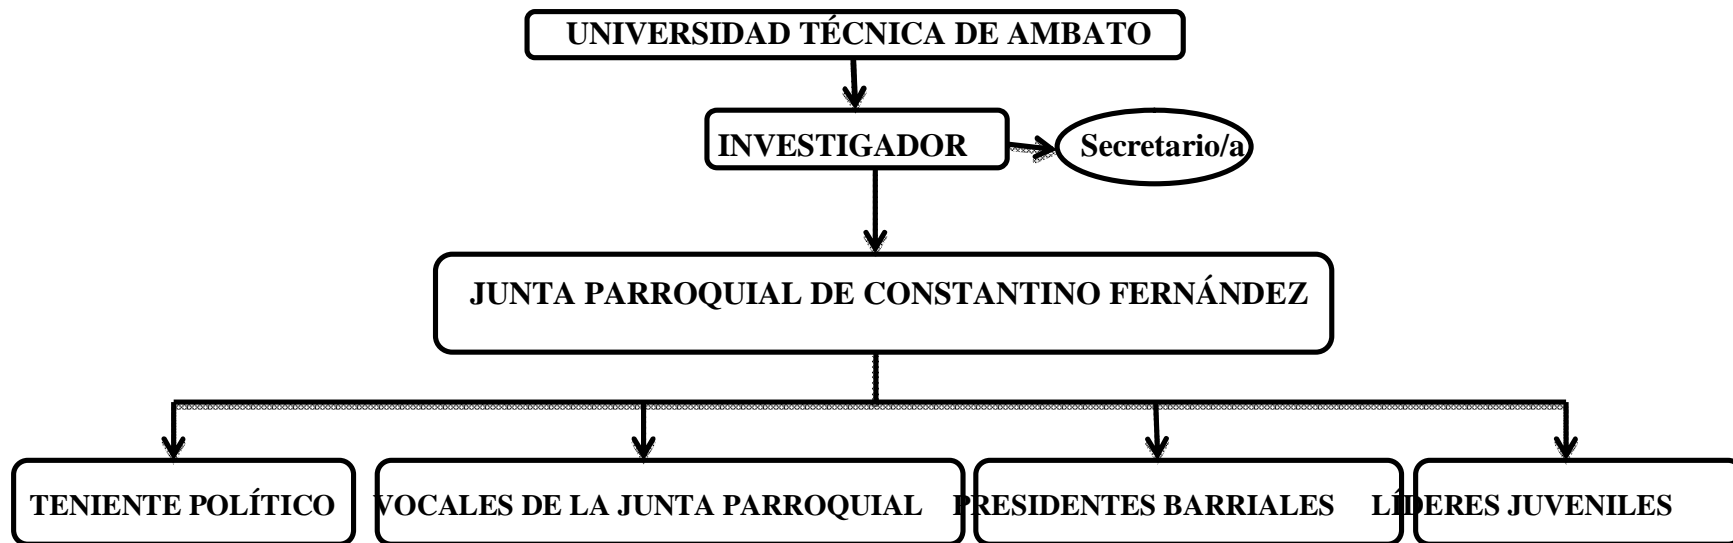 UNIVERSIDAD TÉCNICA DE AMBATO
INVESTIGADOR
Secretario/a
JUNTA PARROQUIAL DE CONSTANTINO FERNÁNDEZ
TENIENTE POLÍTICO
VOCALES DE LA JUNTA PARROQUIAL
PRESIDENTES BARRIALES
LÍDERES JUVENILES